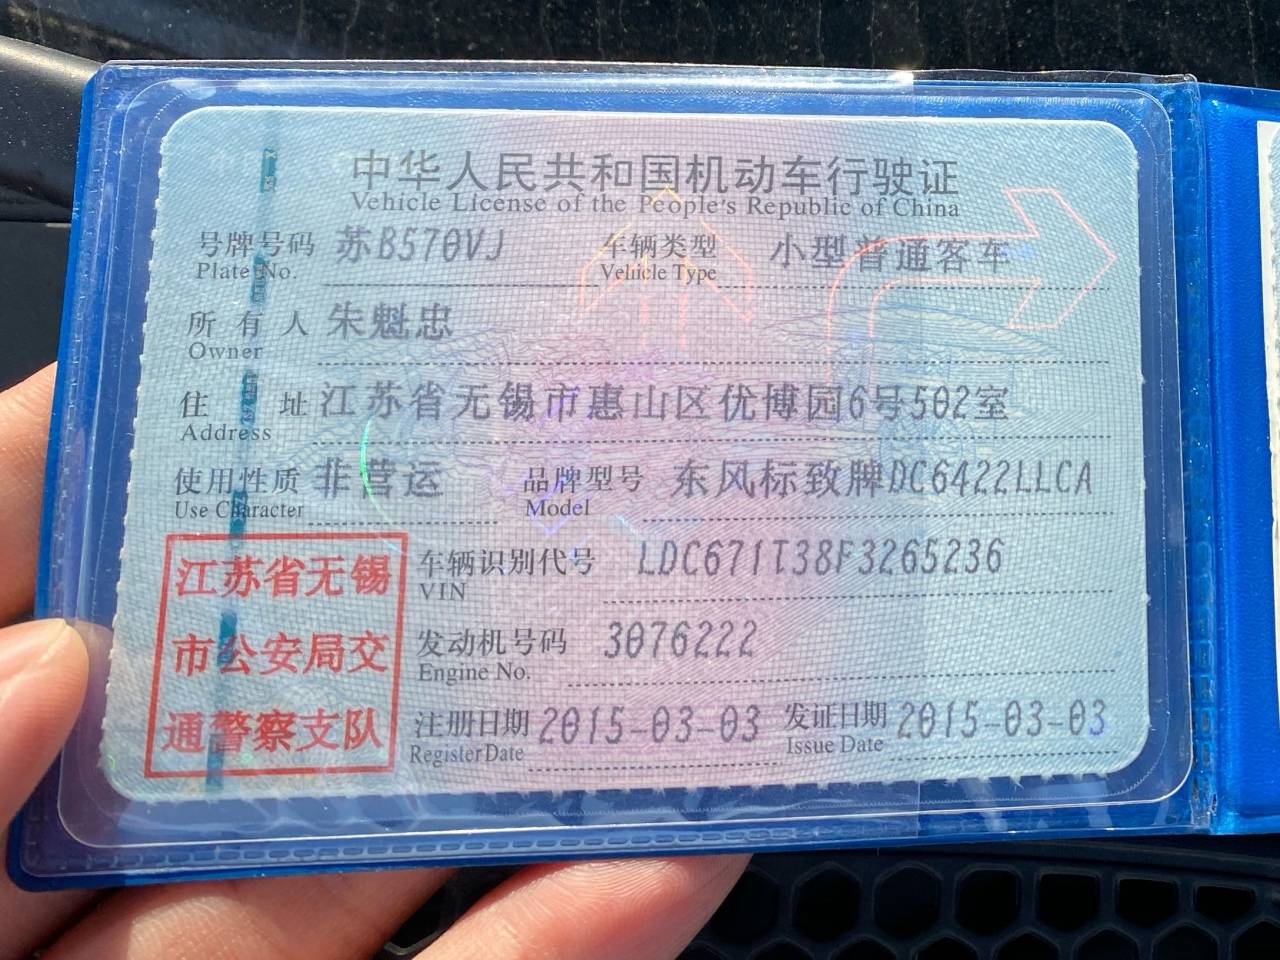 中华人民共和国机动车行驶证
Vehicle License of the People's Republic of China
号牌号码 苏B570VJ 车辆类型 小型普通客车
Plate No. Vehicle Type
所有人 朱魁忠
Owner
住址 江苏省无锡市惠山区优博园6号502室
Address
使用性质 非营运 品牌型号 东风标致牌DC6422LLCA
Use Character Model
车辆识别代号 LDC671T38F3265236
VIN
发动机号码 3076222
Engine No.
注册日期 2015-03-03 发证日期 2015-03-03
Register Date Issue Date
江苏省无锡
市公安局交
通警察支队